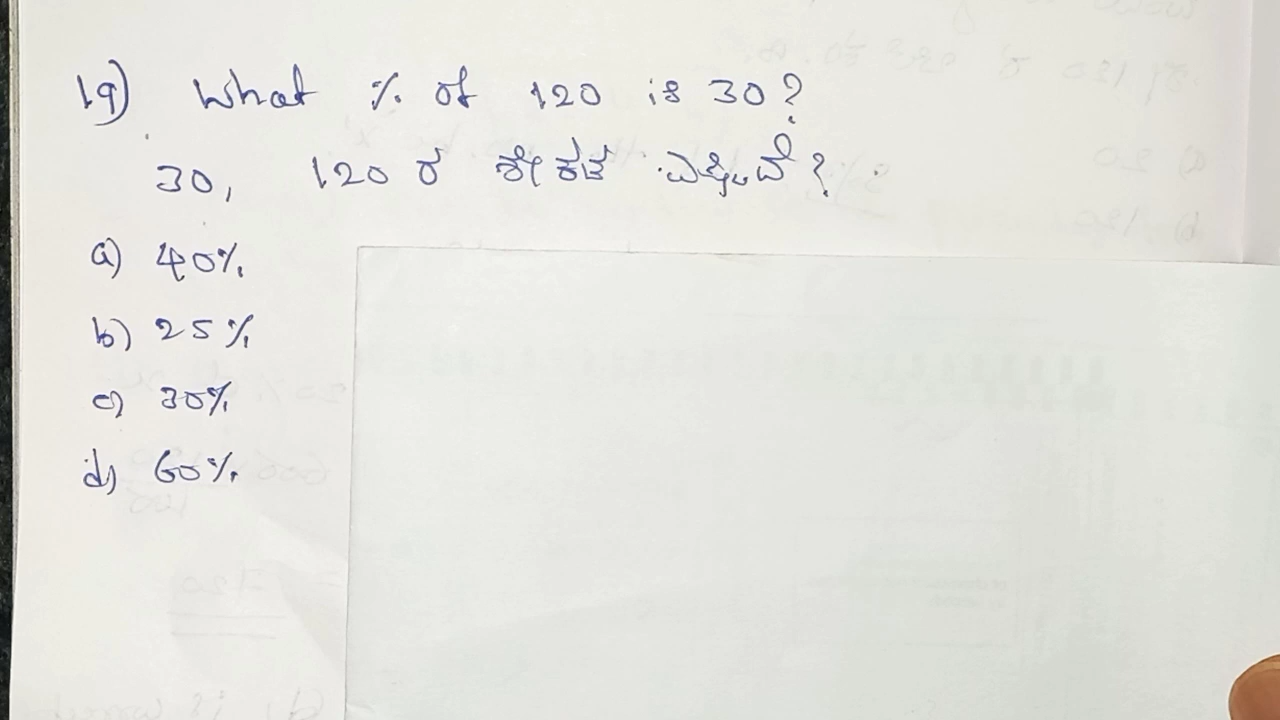 19) What % of 120 is 30?
30, 120 ರ ಶೇಕಡ ಎಷ್ಟಿದೆ?
a) 40%
b) 25%
c) 30%
d) 60%